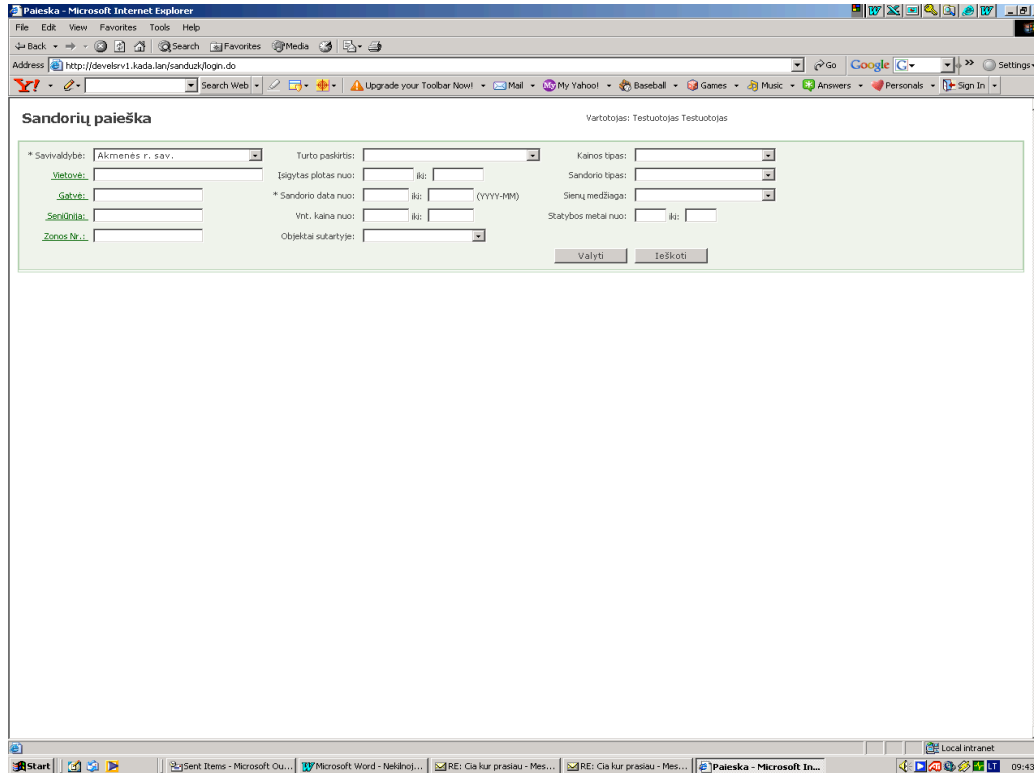 Paieska - Microsoft Internet Explorer
File Edit View Favorites Tools Help
Back Search Favorites Media
Address http://develsrv1.kada.lan/sanduzk/login.do Go Google G Settings
Y! Search Web Upgrade your Toolbar Now! Mail My Yahoo! Baseball Games Music Answers Personals Sign In
Sandorių paieška Vartotojas: Testuotojas Testuotojas
* Savivaldybė: Akmenės r. sav. Turto paskirtis: Kainos tipas:
Vietovė: Įsigytas plotas nuo: iki: Sandorio tipas:
Gatvė: * Sandorio data nuo: iki: (YYYY-MM) Sienų medžiaga:
Seniūnija: Vnt. kaina nuo: iki: Statybos metai nuo: iki:
Zonos Nr.: Objektai sutartyje:
Valyti Ieškoti
Local intranet
Start Sent Items - Microsoft Ou... Microsoft Word - Nekilnoj... RE: Cia kur prasiau - Mes... RE: Cia kur prasiau - Mes... Paieska - Microsoft In... LT 09:43